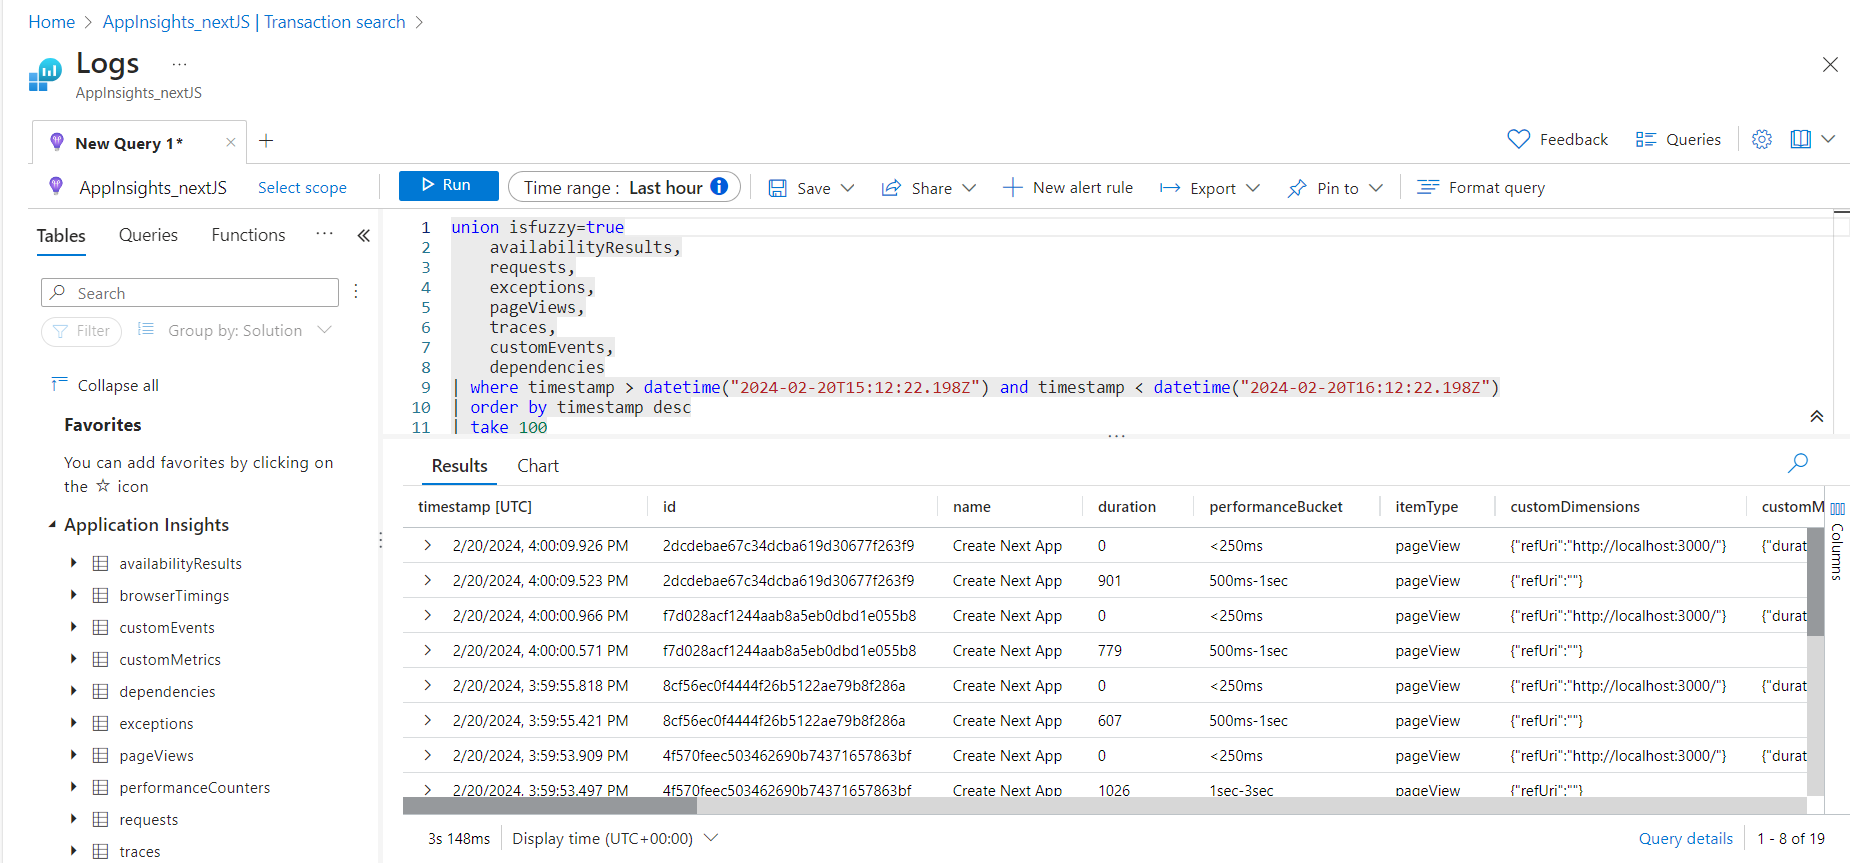 Home > AppInsights_nextJS | Transaction search >
Logs ...
AppInsights_nextJS
New Query 1*
Feedback Queries
AppInsights_nextJS Select scope Run Time range : Last hour Save Share New alert rule Export Pin to Format query
Tables Queries Functions ...
Search
Filter Group by: Solution
Collapse all
Favorites
You can add favorites by clicking on
the ☆ icon
Application Insights
availabilityResults
browserTimings
customEvents
customMetrics
dependencies
exceptions
pageViews
performanceCounters
requests
traces
1 union isfuzzy=true
2 availabilityResults,
3 requests,
4 exceptions,
5 pageViews,
6 traces,
7 customEvents,
8 dependencies
9 | where timestamp > datetime("2024-02-20T15:12:22.198Z") and timestamp < datetime("2024-02-20T16:12:22.198Z")
10 | order by timestamp desc
11 | take 100
Results Chart
timestamp [UTC] id name duration performanceBucket itemType customDimensions customM
2/20/2024, 4:00:09.926 PM 2dcdebae67c34dcba619d30677f263f9 Create Next App 0 <250ms pageView {"refUri":"http://localhost:3000/"} {"durat
2/20/2024, 4:00:09.523 PM 2dcdebae67c34dcba619d30677f263f9 Create Next App 901 500ms-1sec pageView {"refUri":""}
2/20/2024, 4:00:00.966 PM f7d028acf1244aab8a5eb0dbd1e055b8 Create Next App 0 <250ms pageView {"refUri":"http://localhost:3000/"} {"durat
2/20/2024, 4:00:00.571 PM f7d028acf1244aab8a5eb0dbd1e055b8 Create Next App 779 500ms-1sec pageView {"refUri":""}
2/20/2024, 3:59:55.818 PM 8cf56ec0f4444f26b5122ae79b8f286a Create Next App 0 <250ms pageView {"refUri":"http://localhost:3000/"} {"durat
2/20/2024, 3:59:55.421 PM 8cf56ec0f4444f26b5122ae79b8f286a Create Next App 607 500ms-1sec pageView {"refUri":""}
2/20/2024, 3:59:53.909 PM 4f570feec503462690b74371657863bf Create Next App 0 <250ms pageView {"refUri":"http://localhost:3000/"} {"durat
2/20/2024, 3:59:53.497 PM 4f570feec503462690b74371657863bf Create Next App 1026 1sec-3sec pageView {"refUri":""}
Columns
3s 148ms Display time (UTC+00:00) Query details 1 - 8 of 19